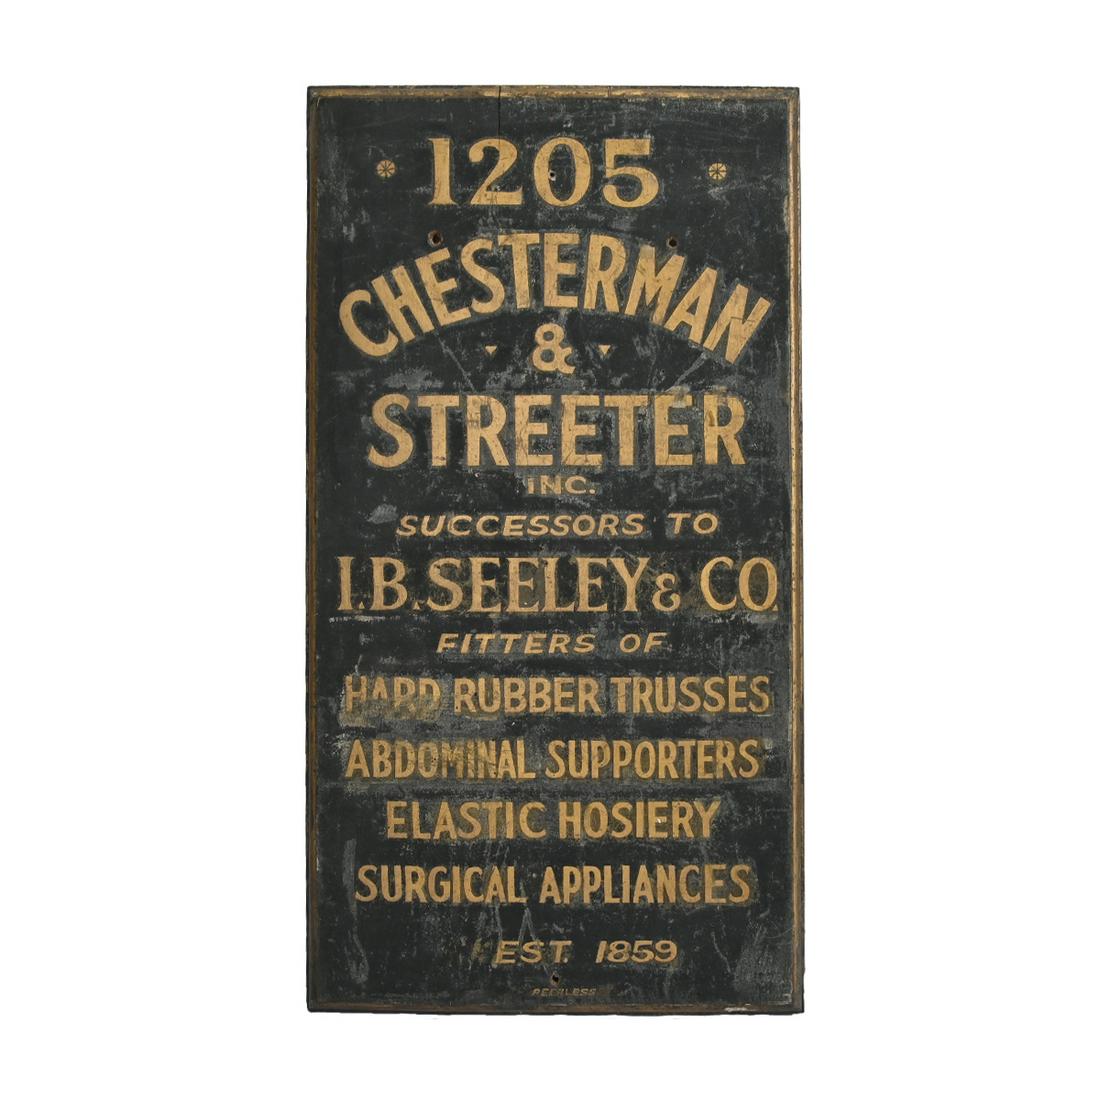 1205
CHESTERMAN
&
STREETER
INC.
SUCCESSORS TO
I.B. SEELEY & CO.
FITTERS OF
HARD RUBBER TRUSSES
ABDOMINAL SUPPORTERS
ELASTIC HOSIERY
SURGICAL APPLIANCES
EST. 1859
PEERLESS